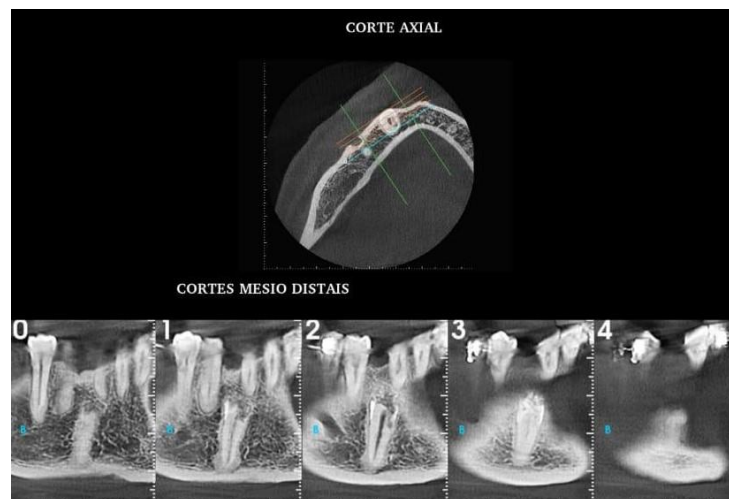 CORTE AXIAL
CORTES MESIO DISTAIS
0 1 2 3 4
B B B B B